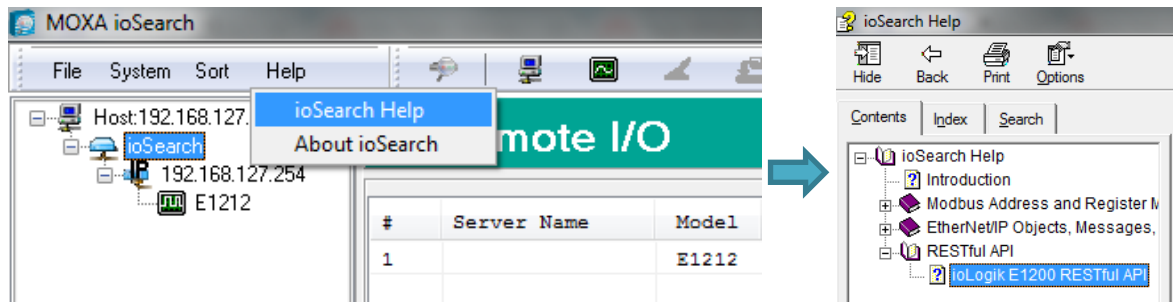 MOXA ioSearch
File System Sort Help
ioSearch Help
About ioSearch
Host:192.168.127.
ioSearch
192.168.127.254
E1212
mote I/O
# Server Name Model
1 E1212
ioSearch Help
Hide Back Print Options
Contents Index Search
ioSearch Help
Introduction
Modbus Address and Register M
EtherNet/IP Objects, Messages,
RESTful API
ioLogik E1200 RESTful API